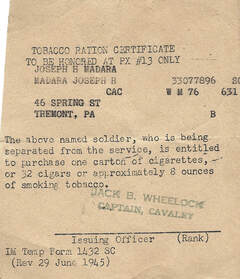 TOBACCO RATION CERTIFICATE
TO BE HONORED AT PX #13 ONLY
JOSEPH H MADARA
MADARA JOSEPH H 33077896 SC
CAC W M 76 631
46 SPRING ST
TREMONT, PA B
The above named soldier, who is being
separated from the service, is entitled
to purchase one carton of cigarettes,
or 32 cigars or approximately 8 ounces
of smoking tobacco.
JACK B. WHEELOCK
CAPTAIN, CAVALRY
Issuing Officer (Rank)
IM Temp Form 1432 SC
(Rev 29 June 1945)